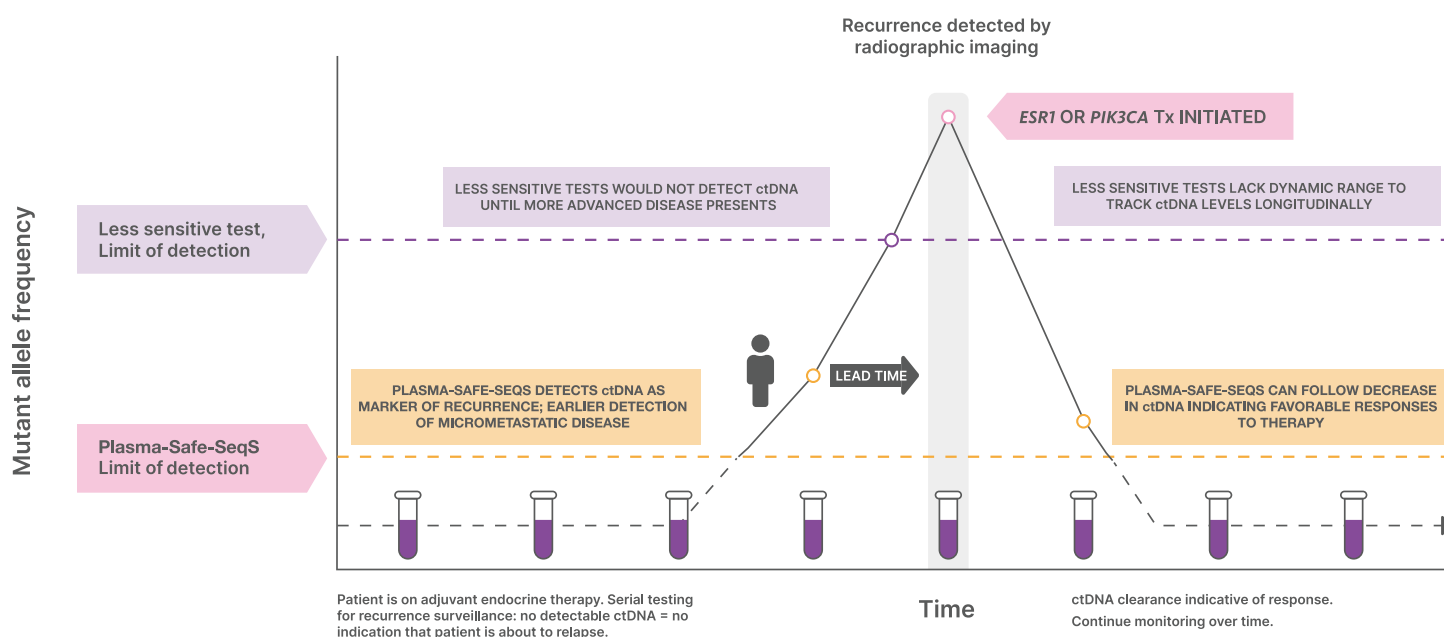 Recurrence detected by
radiographic imaging
ESR1 OR PIK3CA Tx INITIATED
LESS SENSITIVE TESTS WOULD NOT DETECT ctDNA
UNTIL MORE ADVANCED DISEASE PRESENTS
LESS SENSITIVE TESTS LACK DYNAMIC RANGE TO
TRACK ctDNA LEVELS LONGITUDINALLY
Mutant allele frequency
Less sensitive test,
Limit of detection
LEAD TIME
PLASMA-SAFE-SEQS DETECTS ctDNA AS
MARKER OF RECURRENCE; EARLIER DETECTION
OF MICROMETASTATIC DISEASE
PLASMA-SAFE-SEQS CAN FOLLOW DECREASE
IN ctDNA INDICATING FAVORABLE RESPONSES
TO THERAPY
Plasma-Safe-SeqS
Limit of detection
Patient is on adjuvant endocrine therapy. Serial testing
for recurrence surveillance: no detectable ctDNA = no
indication that patient is about to relapse.
Time
ctDNA clearance indicative of response.
Continue monitoring over time.